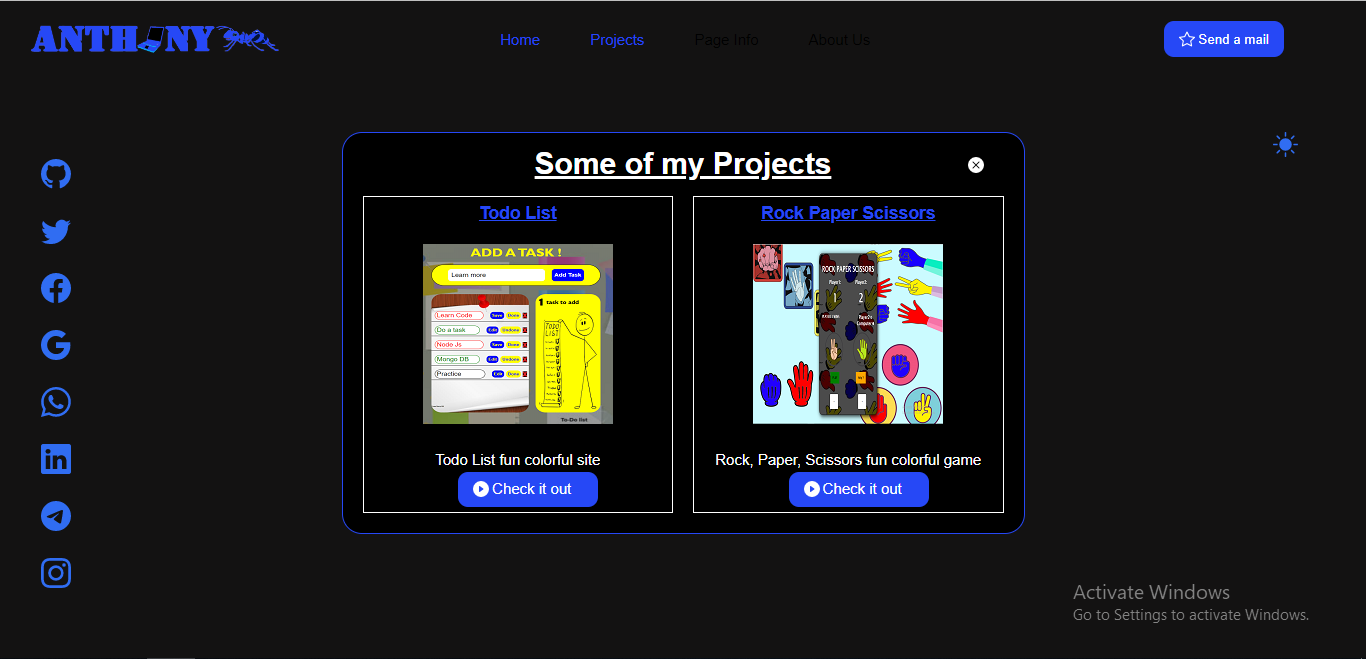 ANTHONY
Home
Projects
Page Info
About Us
Send a mail
Some of my Projects
Todo List
ADD A TASK !
Learn more
Add Task
Learn Code
Save
Done
Do a task
Edit
Undone
Node Js
Save
Done
Mongo DB
Edit
Undone
Practice
Edit
Done
1 task to add
TODO
LIST
To-Do list
Todo List fun colorful site
Check it out
Rock Paper Scissors
ROCK PAPER SCISSORS
Player1:
Player2:
1
2
Rock, Paper, Scissors fun colorful game
Check it out
Activate Windows
Go to Settings to activate Windows.